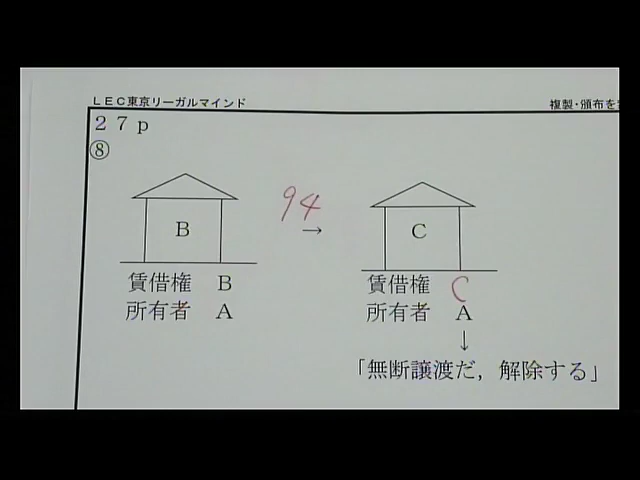 LEC東京リーガルマインド
複製・頒布を
27p
⑧
94
B
→
C
賃借権 B
賃借権 C
所有者 A
所有者 A
↓
「無断譲渡だ，解除する」